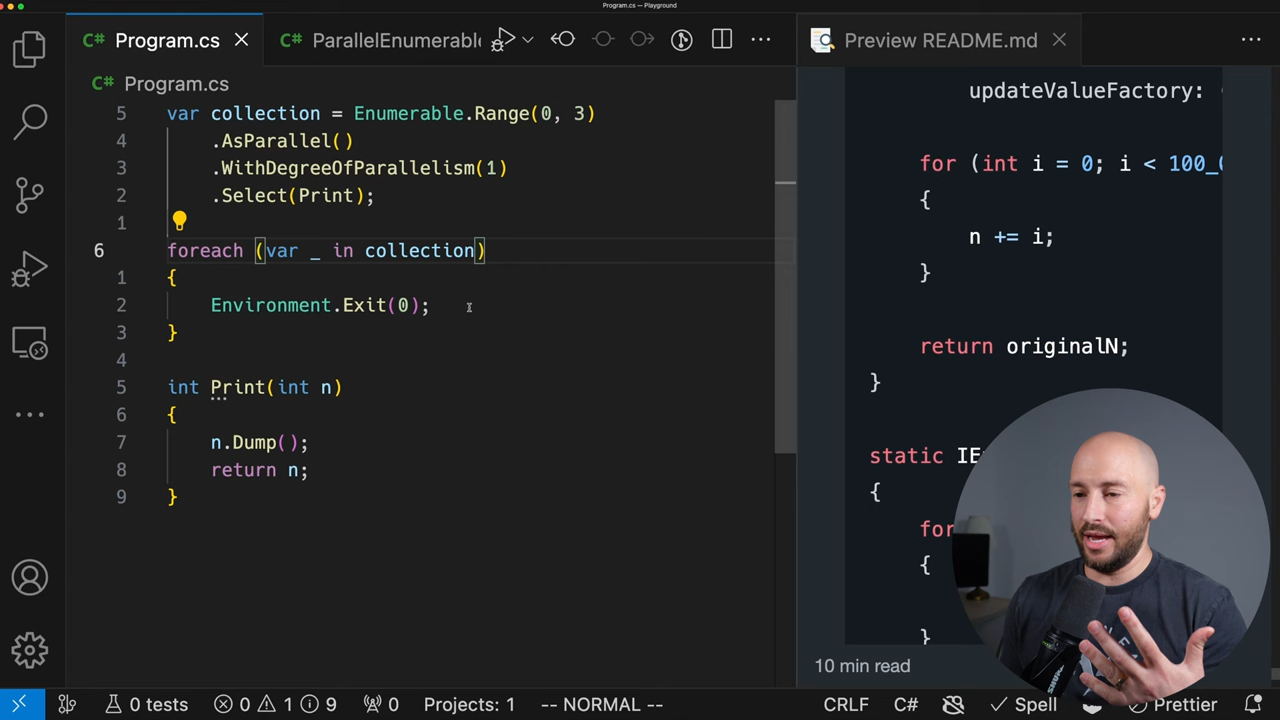 Program.cs — Playground
Program.cs
ParallelEnumerabl
Preview README.md
Program.cs
5 var collection = Enumerable.Range(0, 3)
4 .AsParallel()
3 .WithDegreeOfParallelism(1)
2 .Select(Print);
1
6 foreach (var _ in collection)
1 {
2 Environment.Exit(0);
3 }
4
5 int Print(int n)
6 {
7 n.Dump();
8 return n;
9 }
updateValueFactory: (
for (int i = 0; i < 100_0
{
n += i;
}
return originalN;
}
static IE
{
for
{
}
10 min read
0 tests 0 1 9 0 Projects: 1 -- NORMAL -- CRLF C# Spell Prettier